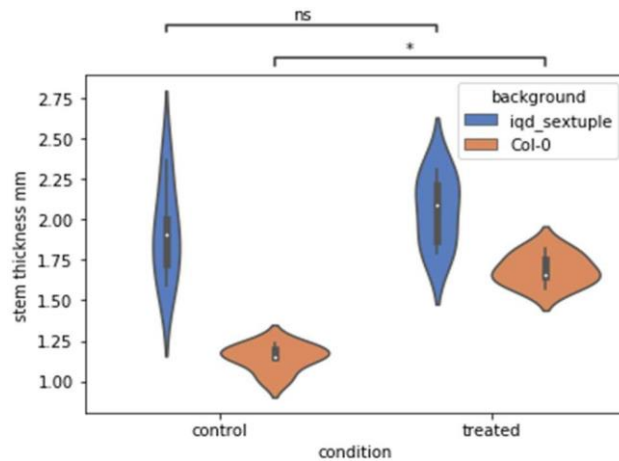 ns
*
2.75
2.50
2.25
2.00
1.75
1.50
1.25
1.00
stem thickness mm
background
iqd_sextuple
Col-0
control
treated
condition